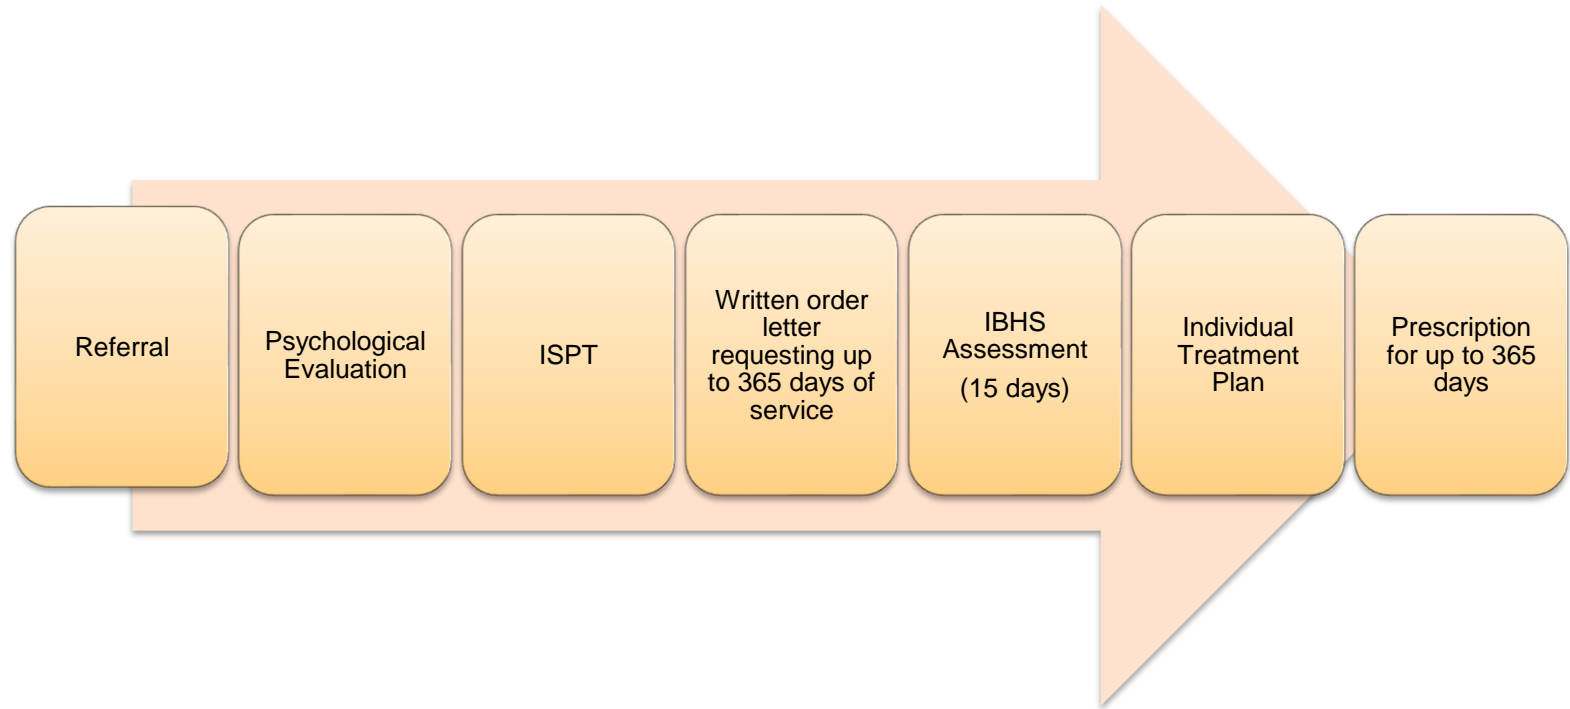 Referral
Psychological
Evaluation
ISPT
Written order
letter
requesting up
to 365 days of
service
IBHS
Assessment
(15 days)
Individual
Treatment
Plan
Prescription
for up to 365
days